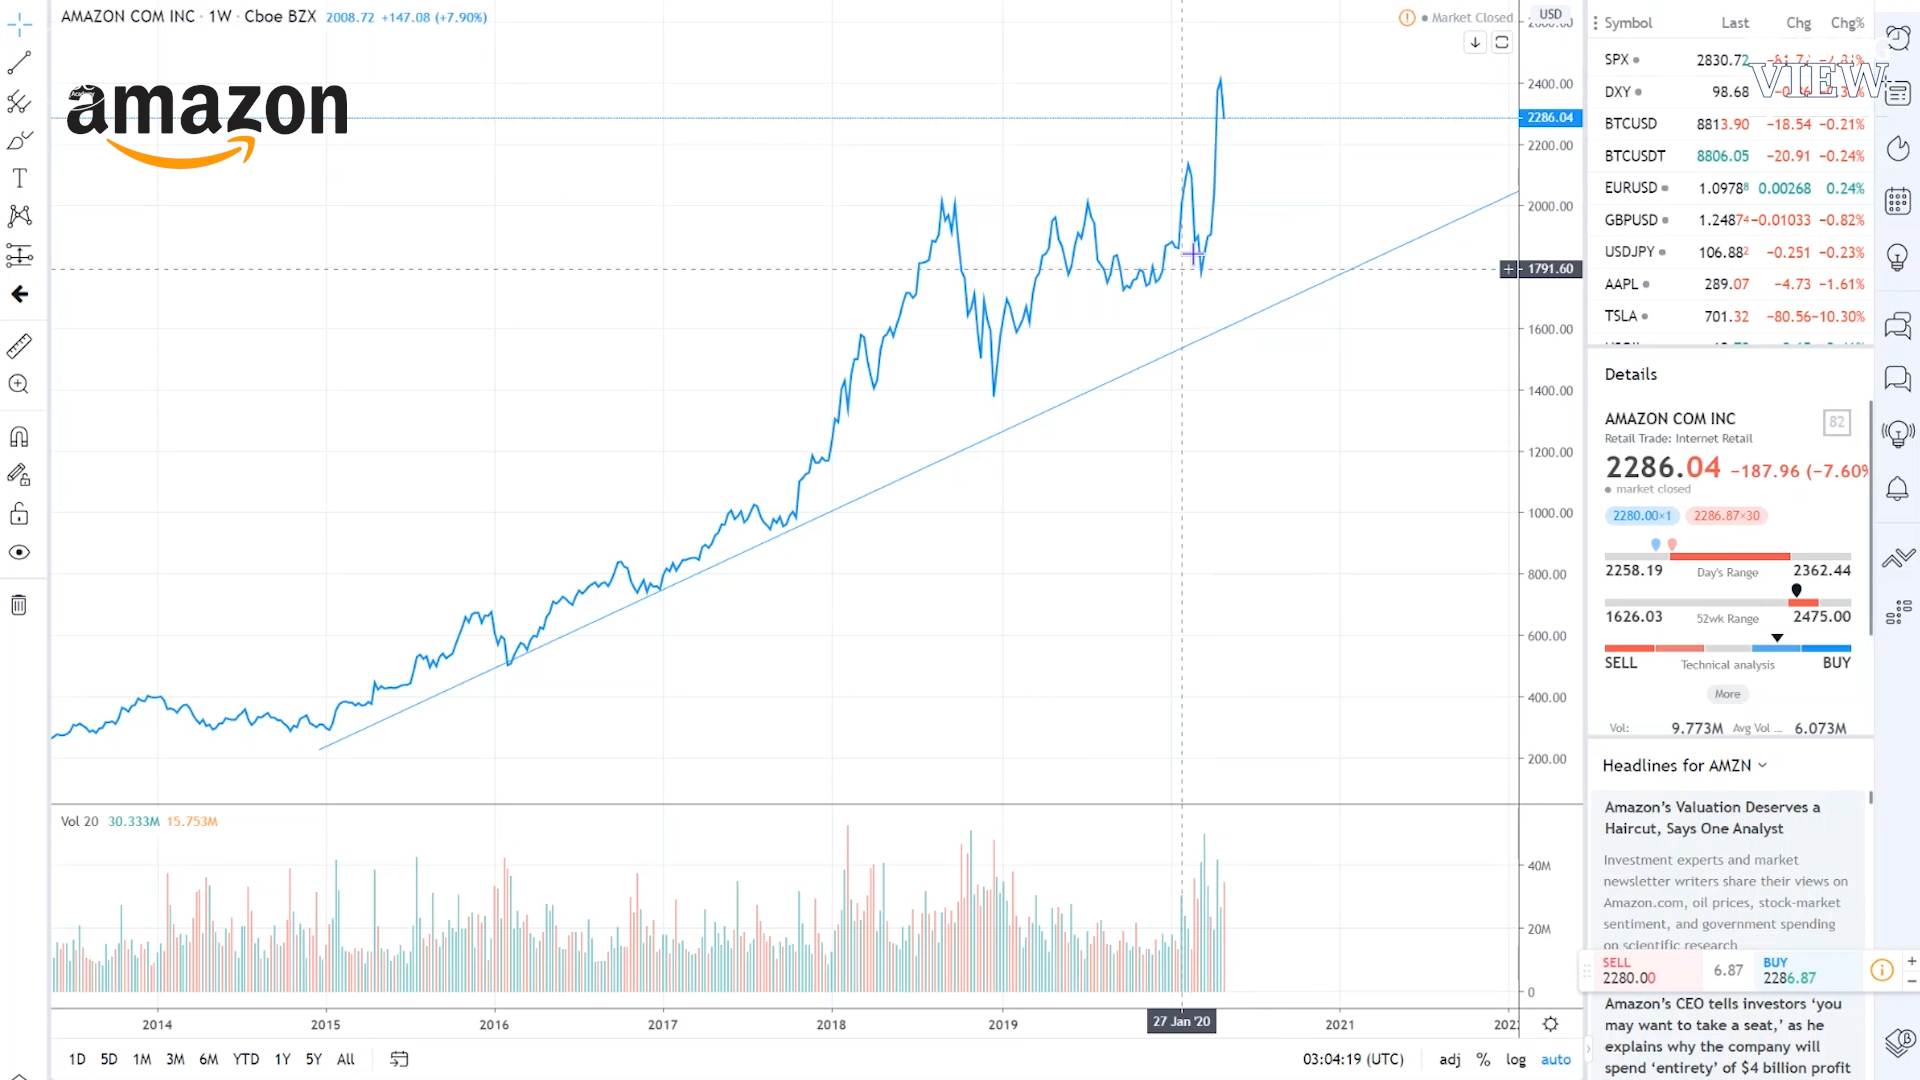 AMAZON COM INC · 1W · Cboe BZX 2008.72 +147.08 (+7.90%)
Market Closed
USD
amazon
Academy
2400.00
2286.04
2200.00
2000.00
1791.60
1600.00
1400.00
1200.00
1000.00
800.00
600.00
400.00
200.00
Vol 20 30.333M 15.753M
40M
20M
0
2014 2015 2016 2017 2018 2019 27 Jan '20 2021
1D 5D 1M 3M 6M YTD 1Y 5Y All
03:04:19 (UTC) adj % log auto
Symbol Last Chg Chg%
VIEW
SPX 2830.72
DXY 98.68
BTCUSD 8813.90 −18.54 −0.21%
BTCUSDT 8806.05 −20.91 −0.24%
EURUSD 1.09788 0.00268 0.24%
GBPUSD 1.24874 −0.01033 −0.82%
USDJPY 106.882 −0.251 −0.23%
AAPL 289.07 −4.73 −1.61%
TSLA 701.32 −80.56 −10.30%
Details
AMAZON COM INC
82
Retail Trade: Internet Retail
2286.04 −187.96 (−7.60%
market closed
2280.00×1 2286.87×30
2258.19 Day's Range 2362.44
1626.03 52wk Range 2475.00
SELL Technical analysis BUY
More
Vol: 9.773M Avg Vol ... 6.073M
Headlines for AMZN
Amazon's Valuation Deserves a
Haircut, Says One Analyst
Investment experts and market
newsletter writers share their views on
Amazon.com, oil prices, stock-market
sentiment, and government spending
on scientific research
SELL
2280.00
6.87
BUY
2286.87
Amazon's CEO tells investors 'you
may want to take a seat,' as he
explains why the company will
spend 'entirety' of $4 billion profit